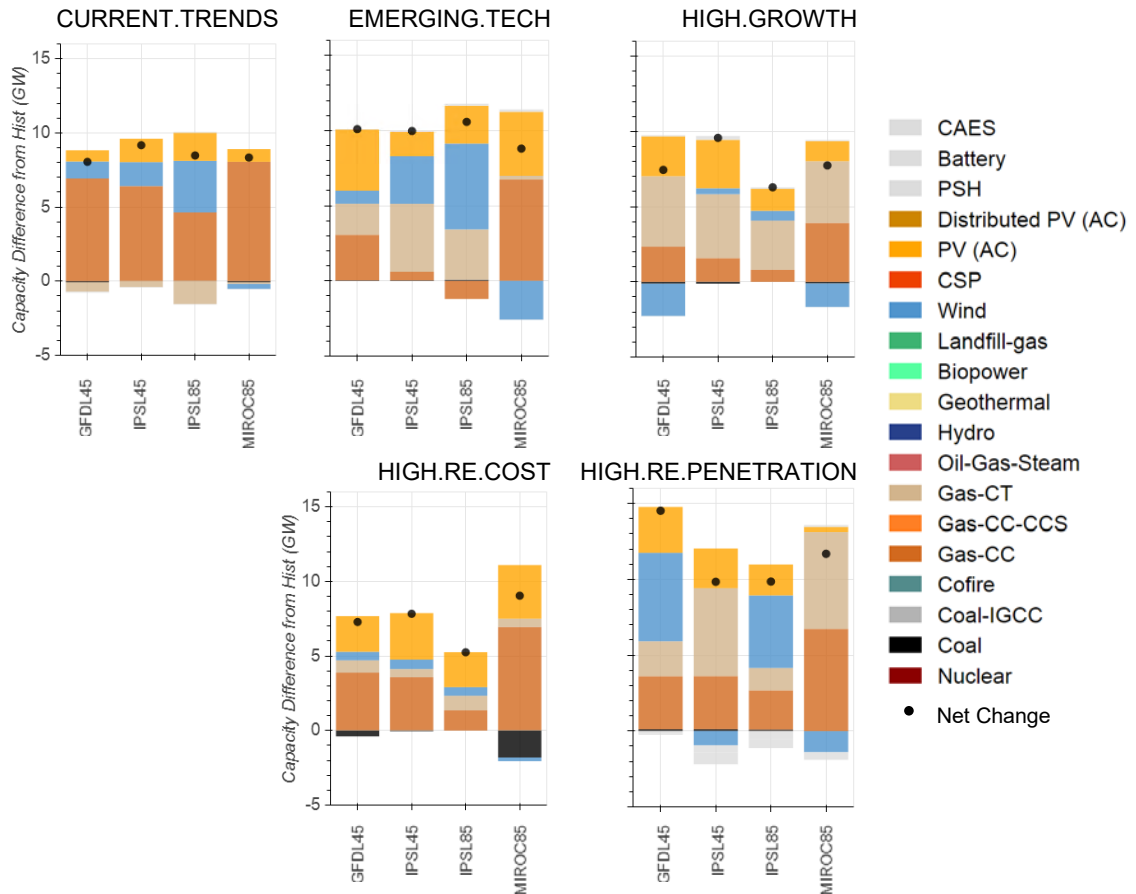 CURRENT.TRENDS
EMERGING.TECH
HIGH.GROWTH
Capacity Difference from Hist (GW)
15
10
5
0
-5
GFDL45
IPSL45
IPSL85
MIROC85
GFDL45
IPSL45
IPSL85
MIROC85
GFDL45
IPSL45
IPSL85
MIROC85
HIGH.RE.COST
HIGH.RE.PENETRATION
Capacity Difference from Hist (GW)
15
10
5
0
-5
GFDL45
IPSL45
IPSL85
MIROC85
GFDL45
IPSL45
IPSL85
MIROC85
CAES
Battery
PSH
Distributed PV (AC)
PV (AC)
CSP
Wind
Landfill-gas
Biopower
Geothermal
Hydro
Oil-Gas-Steam
Gas-CT
Gas-CC-CCS
Gas-CC
Cofire
Coal-IGCC
Coal
Nuclear
Net Change